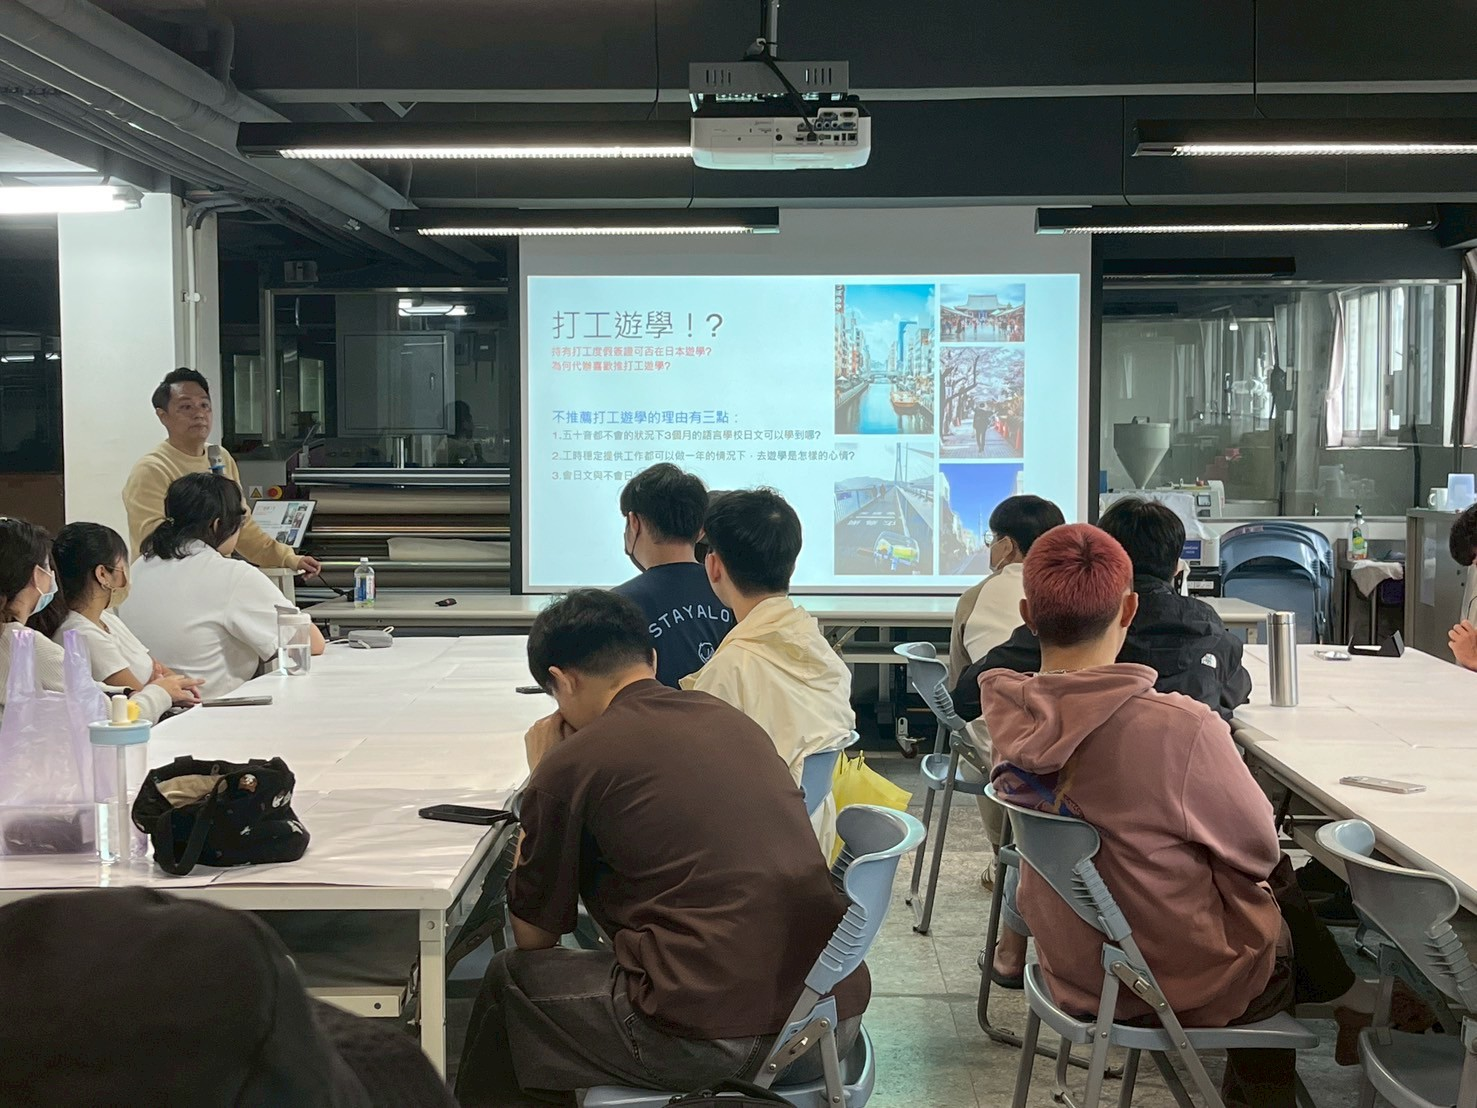 打工遊學！?
持有打工度假簽證可否在日本遊學?
為何代辦喜歡推打工遊學?
不推薦打工遊學的理由有三點：
1.五十音都不會的狀況下3個月的語言學校日文可以學到哪?
2.工時穩定提供工作都可以做一年的情況下，去遊學是怎樣的心情?
3.會日文與不會日
STAYALO